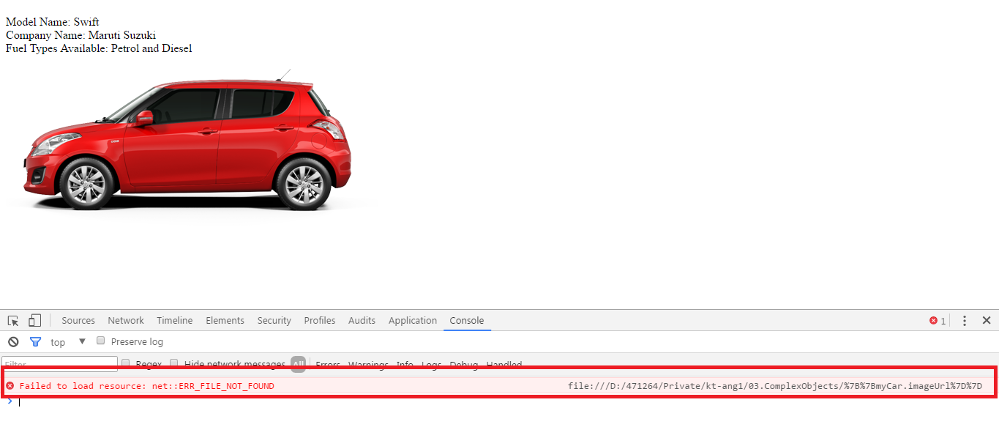 Model Name: Swift
Company Name: Maruti Suzuki
Fuel Types Available: Petrol and Diesel
Sources Network Timeline Elements Security Profiles Audits Application Console 1
top Preserve log
Filter Regex Hide network messages All Errors Warnings Info Logs Debug Handled
Failed to load resource: net::ERR_FILE_NOT_FOUND file:///D:/471264/Private/kt-ang1/03.ComplexObjects/%7B%7BmyCar.imageUrl%7D%7D